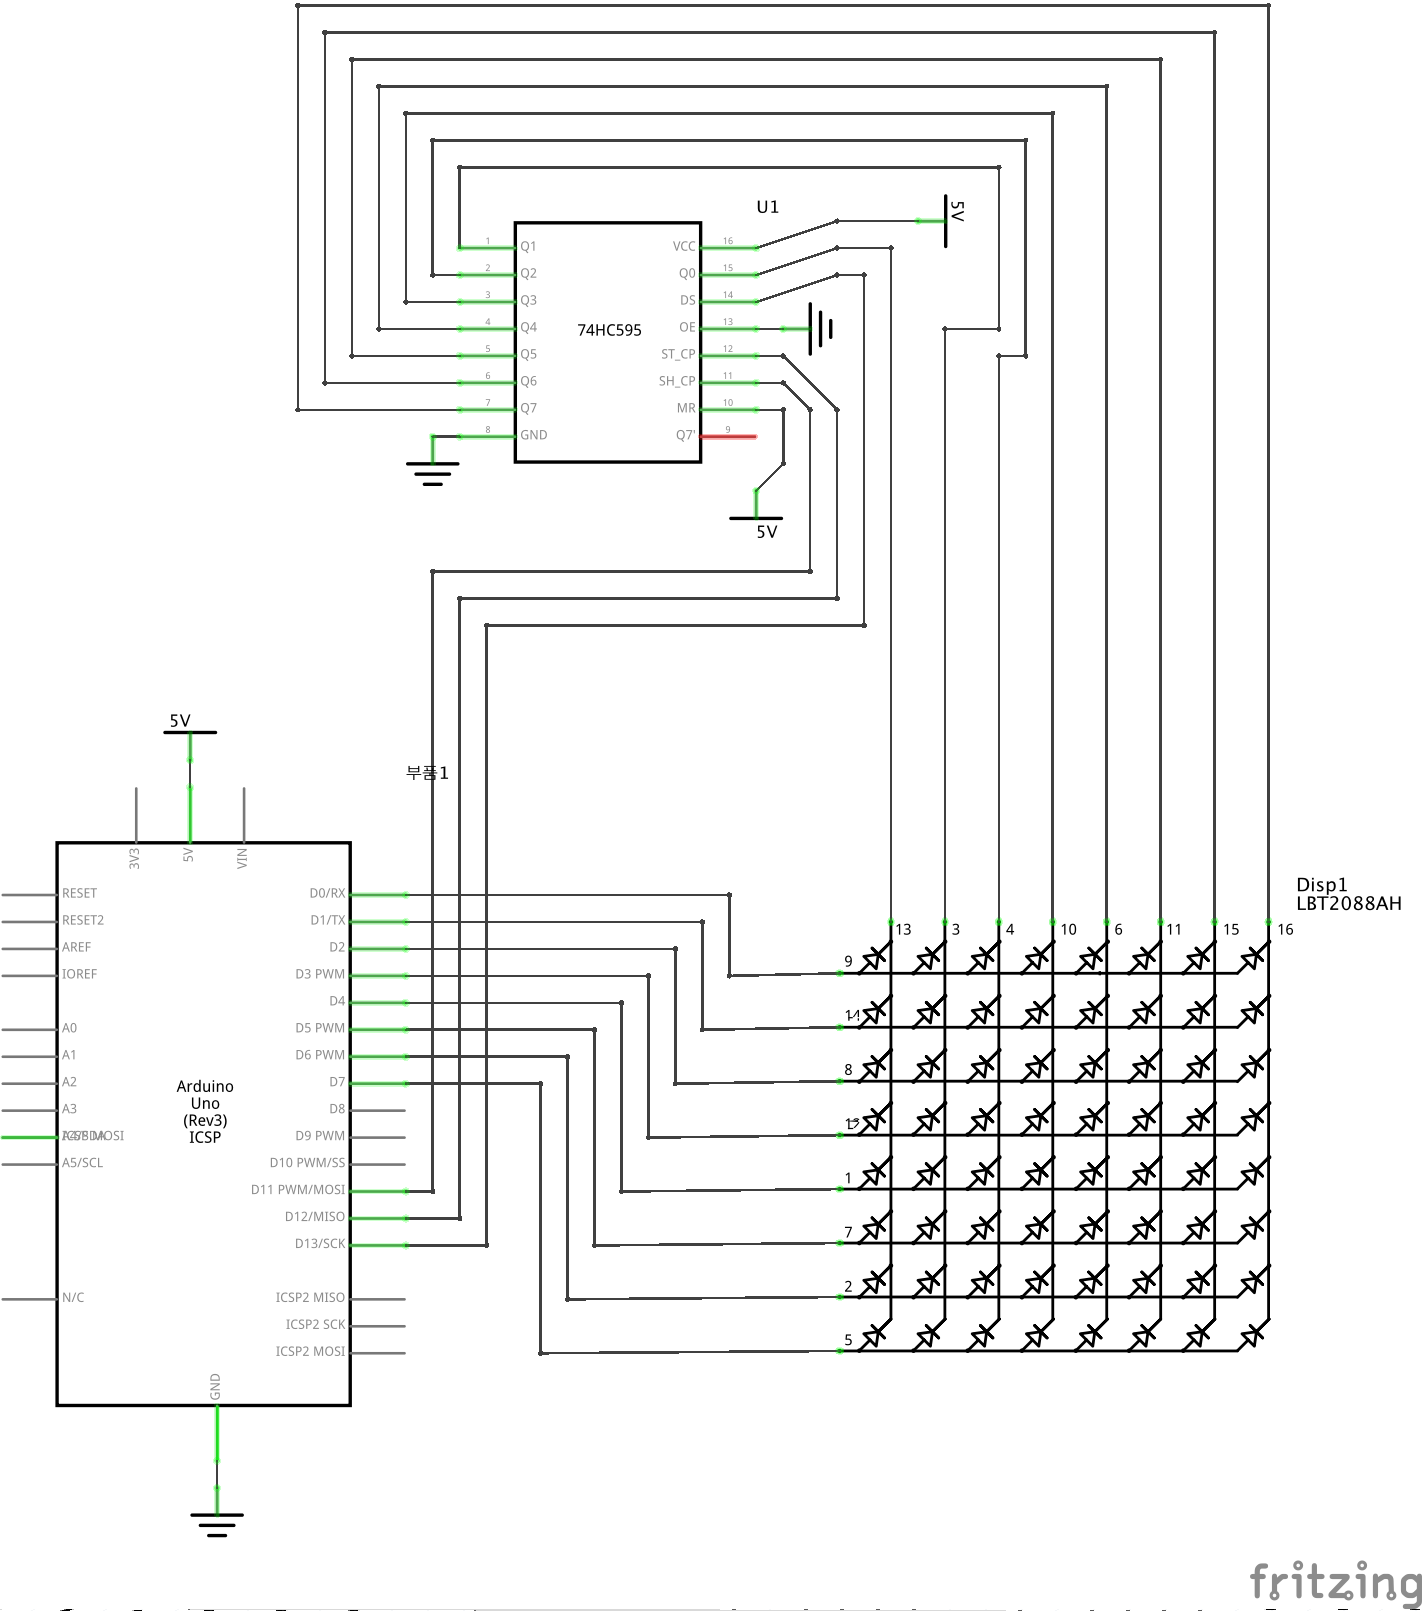 U1
5V
1 Q1 VCC 16
2 Q2 Q0 15
3 Q3 DS 14
4 Q4 74HC595 OE 13
5 Q5 ST_CP 12
6 Q6 SH_CP 11
7 Q7 MR 10
8 GND Q7' 9
5V
5V
부품1
3V3 5V VIN
RESET D0/RX
RESET2 D1/TX
AREF D2
IOREF D3 PWM
D4
A0 D5 PWM
A1 D6 PWM
A2 D7
A3 D8
D9 PWM
A5/SCL D10 PWM/SS
D11 PWM/MOSI
D12/MISO
D13/SCK
N/C ICSP2 MISO
ICSP2 SCK
ICSP2 MOSI
Arduino
Uno
(Rev3)
ICSP
GND
Disp1
LBT2088AH
13 3 4 10 6 11 15 16
9
14
8
12
1
7
2
5
fritzing